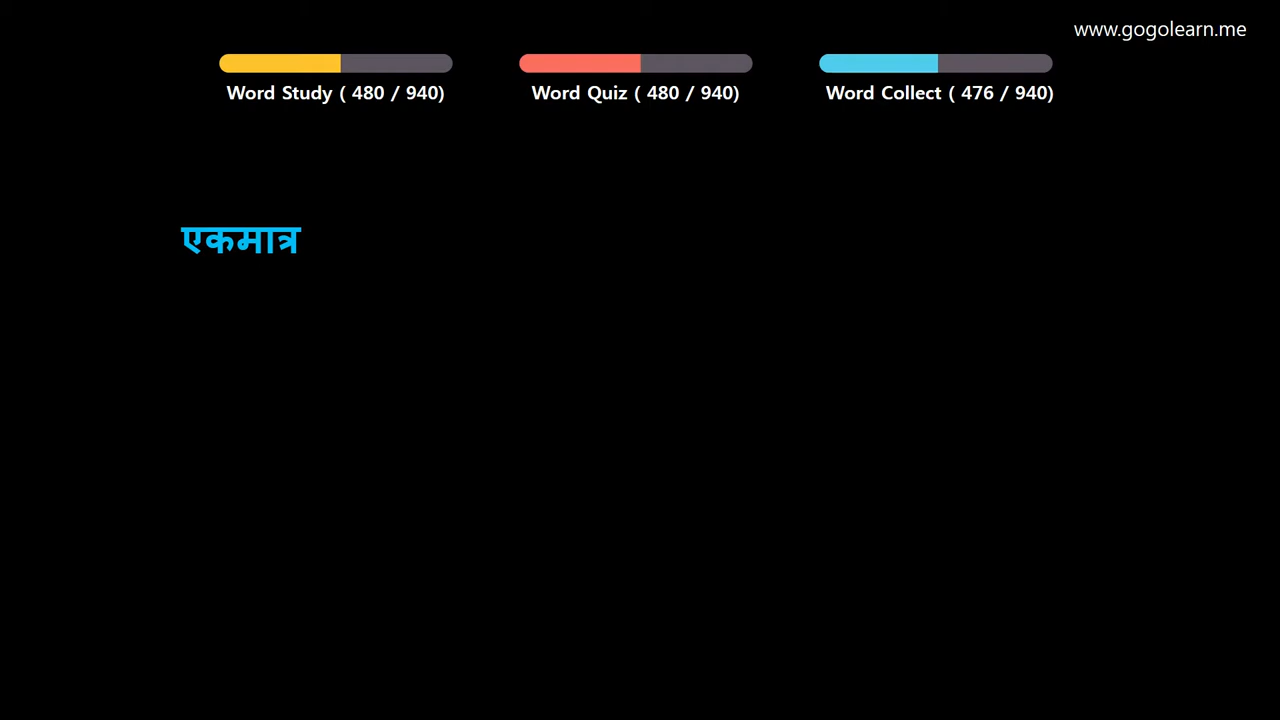 www.gogolearn.me
Word Study ( 480 / 940)
Word Quiz ( 480 / 940)
Word Collect ( 476 / 940)
एकमात्र